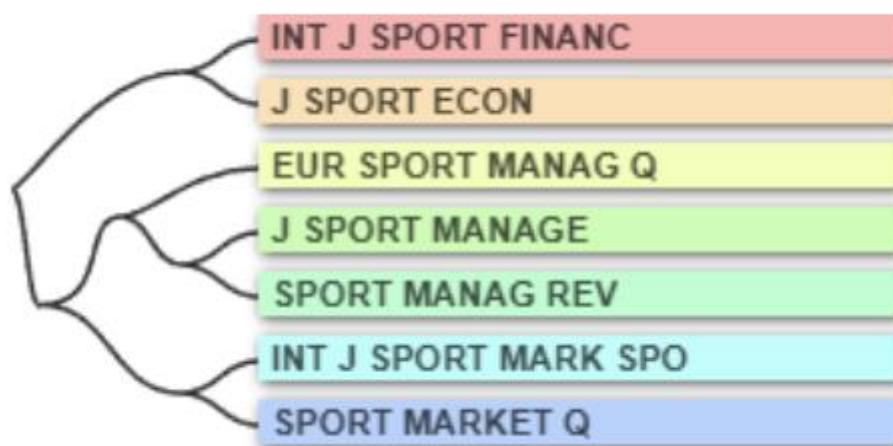 INT J SPORT FINANC
J SPORT ECON
EUR SPORT MANAG Q
J SPORT MANAGE
SPORT MANAG REV
INT J SPORT MARK SPO
SPORT MARKET Q